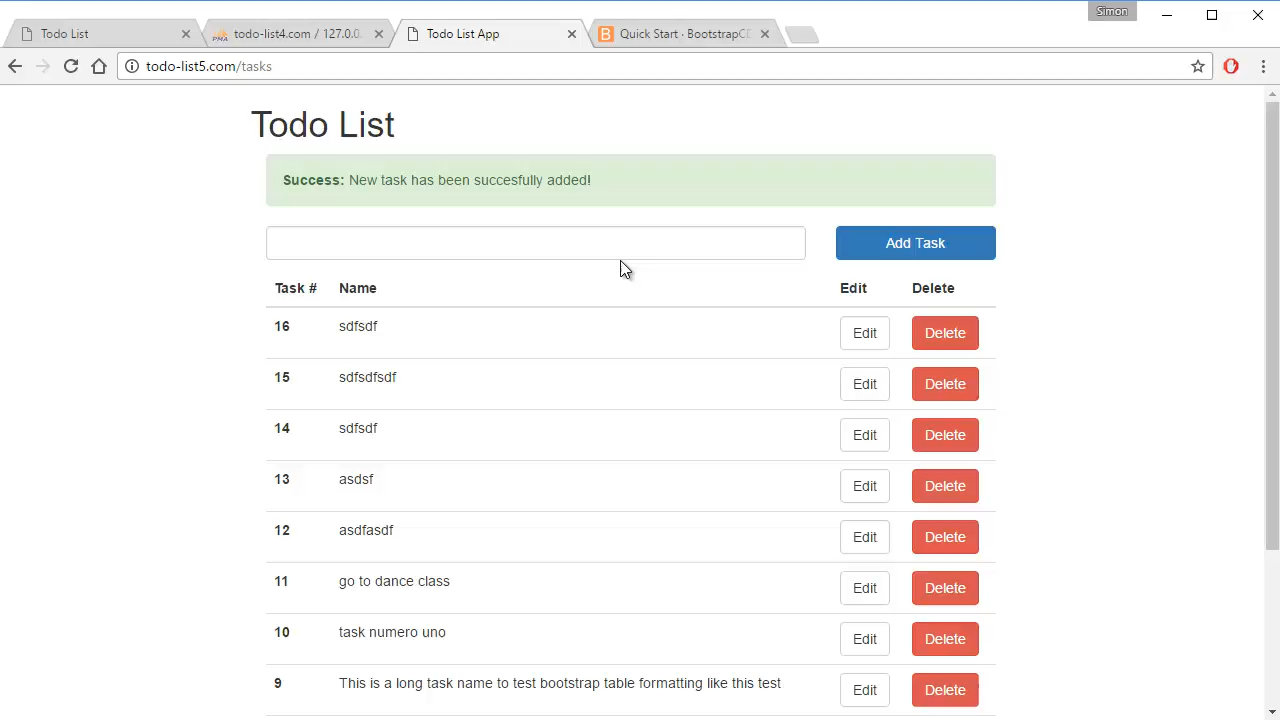 Simon
Todo List
todo-list4.com / 127.0.0.
Todo List App
Quick Start · BootstrapCD
todo-list5.com/tasks
Todo List
Success: New task has been succesfully added!
Add Task
Task # Name Edit Delete
16 sdfsdf Edit Delete
15 sdfsdfsdf Edit Delete
14 sdfsdf Edit Delete
13 asdsf Edit Delete
12 asdfasdf Edit Delete
11 go to dance class Edit Delete
10 task numero uno Edit Delete
9 This is a long task name to test bootstrap table formatting like this test Edit Delete